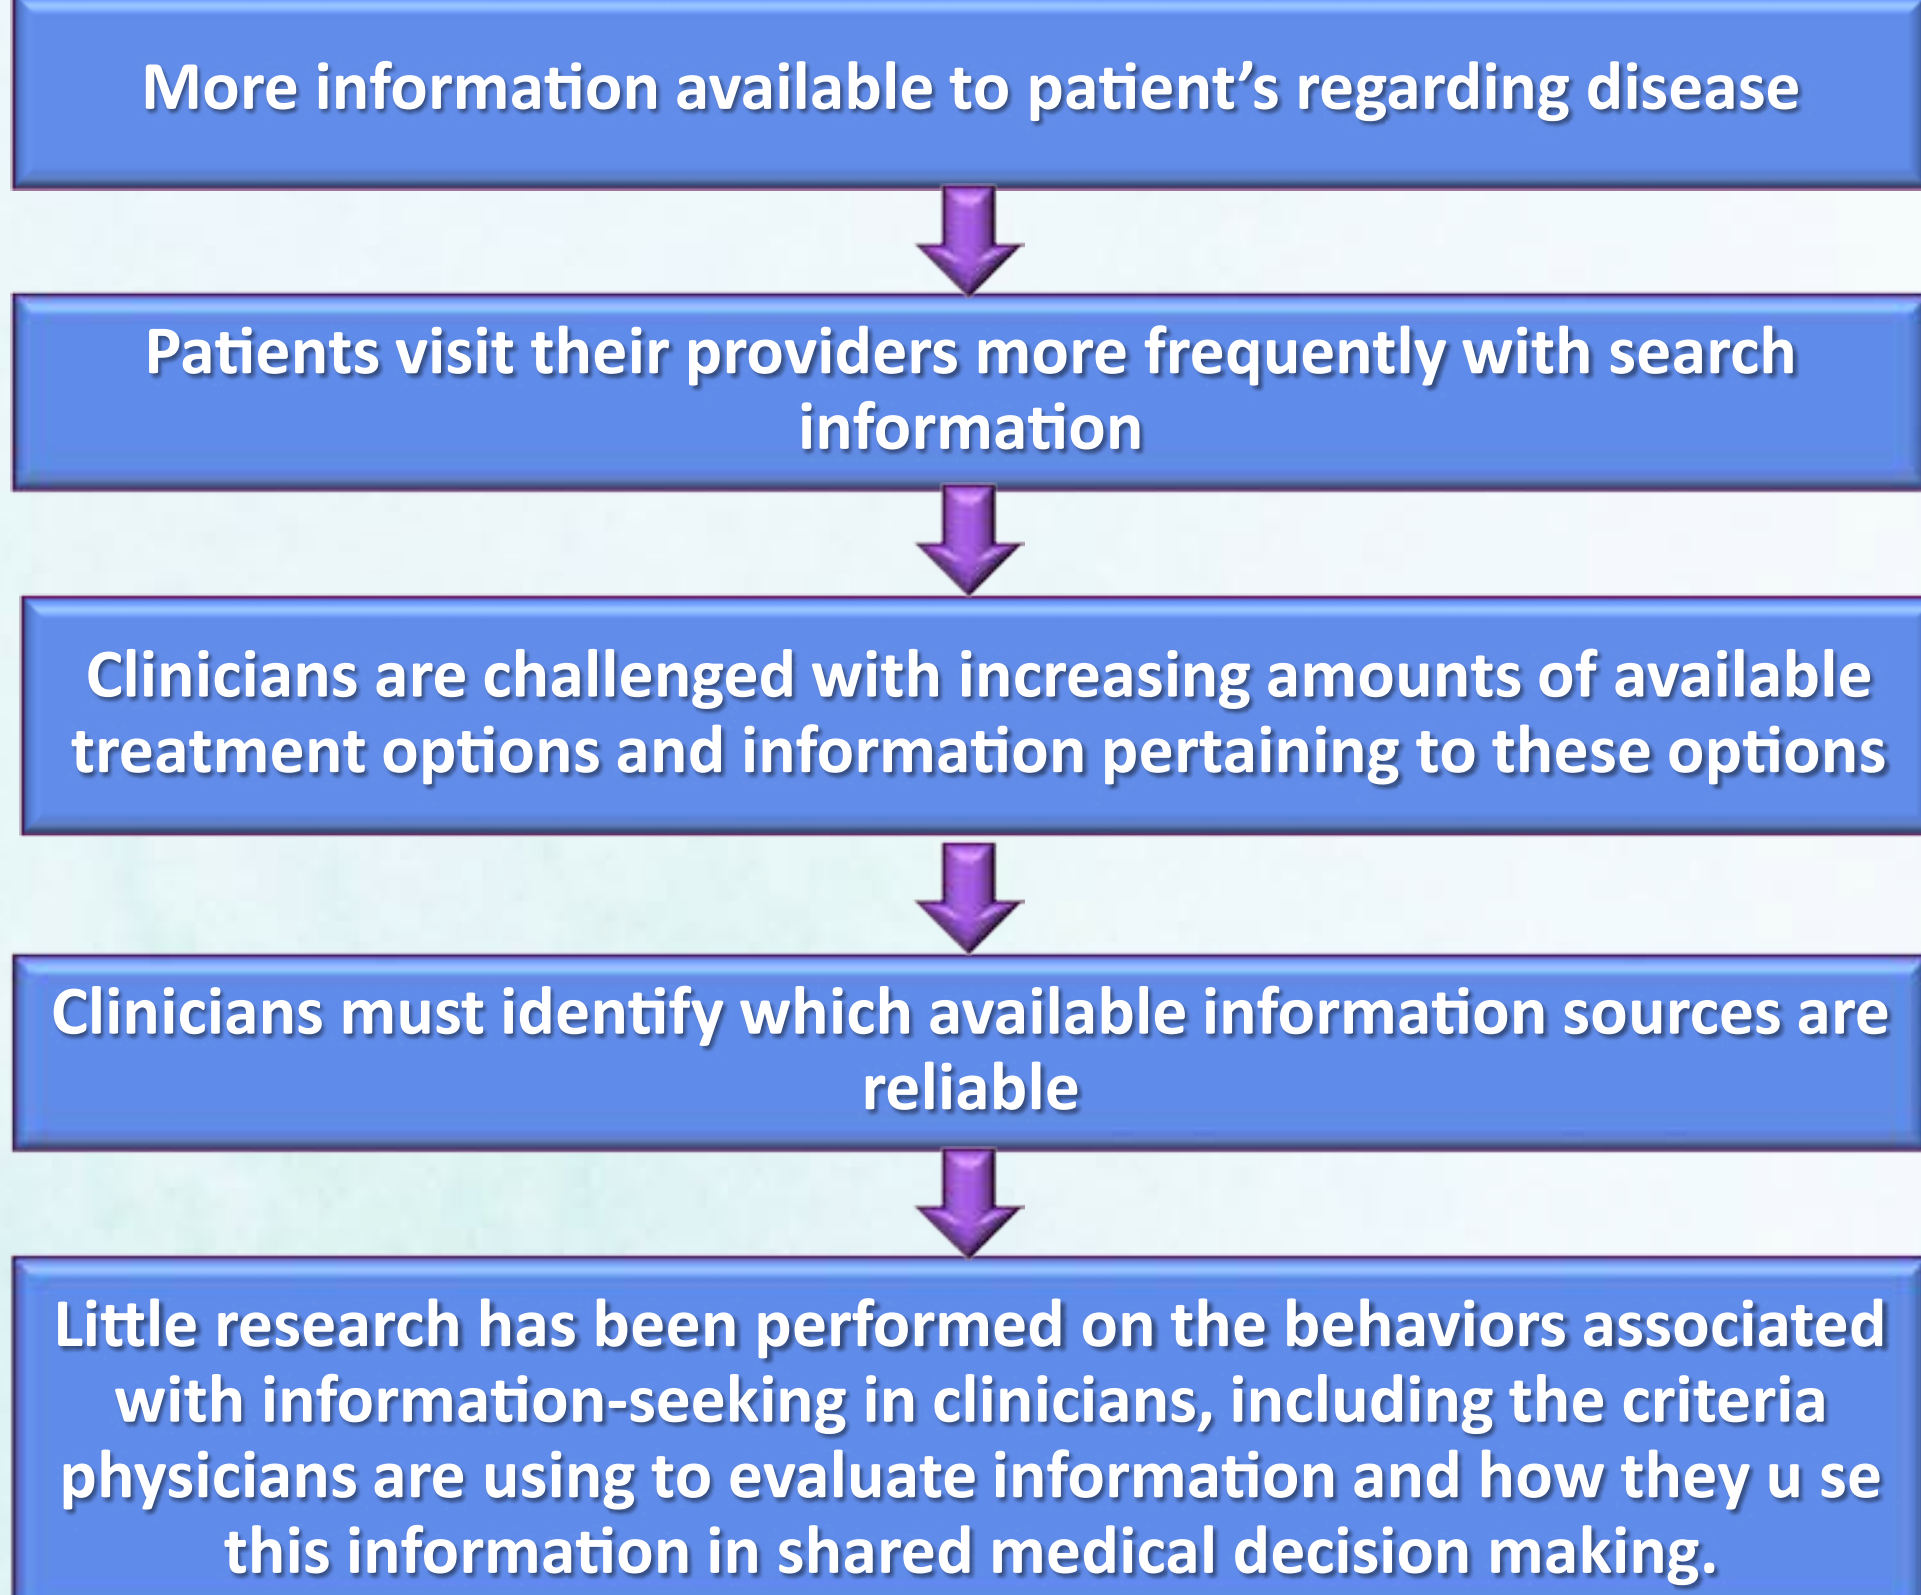 More information available to patient’s regarding disease
Patients visit their providers more frequently with search
information
Clinicians are challenged with increasing amounts of available
treatment options and information pertaining to these options
Clinicians must identify which available information sources are
reliable
Little research has been performed on the behaviors associated
with information-seeking in clinicians, including the criteria
physicians are using to evaluate information and how they u se
this information in shared medical decision making.